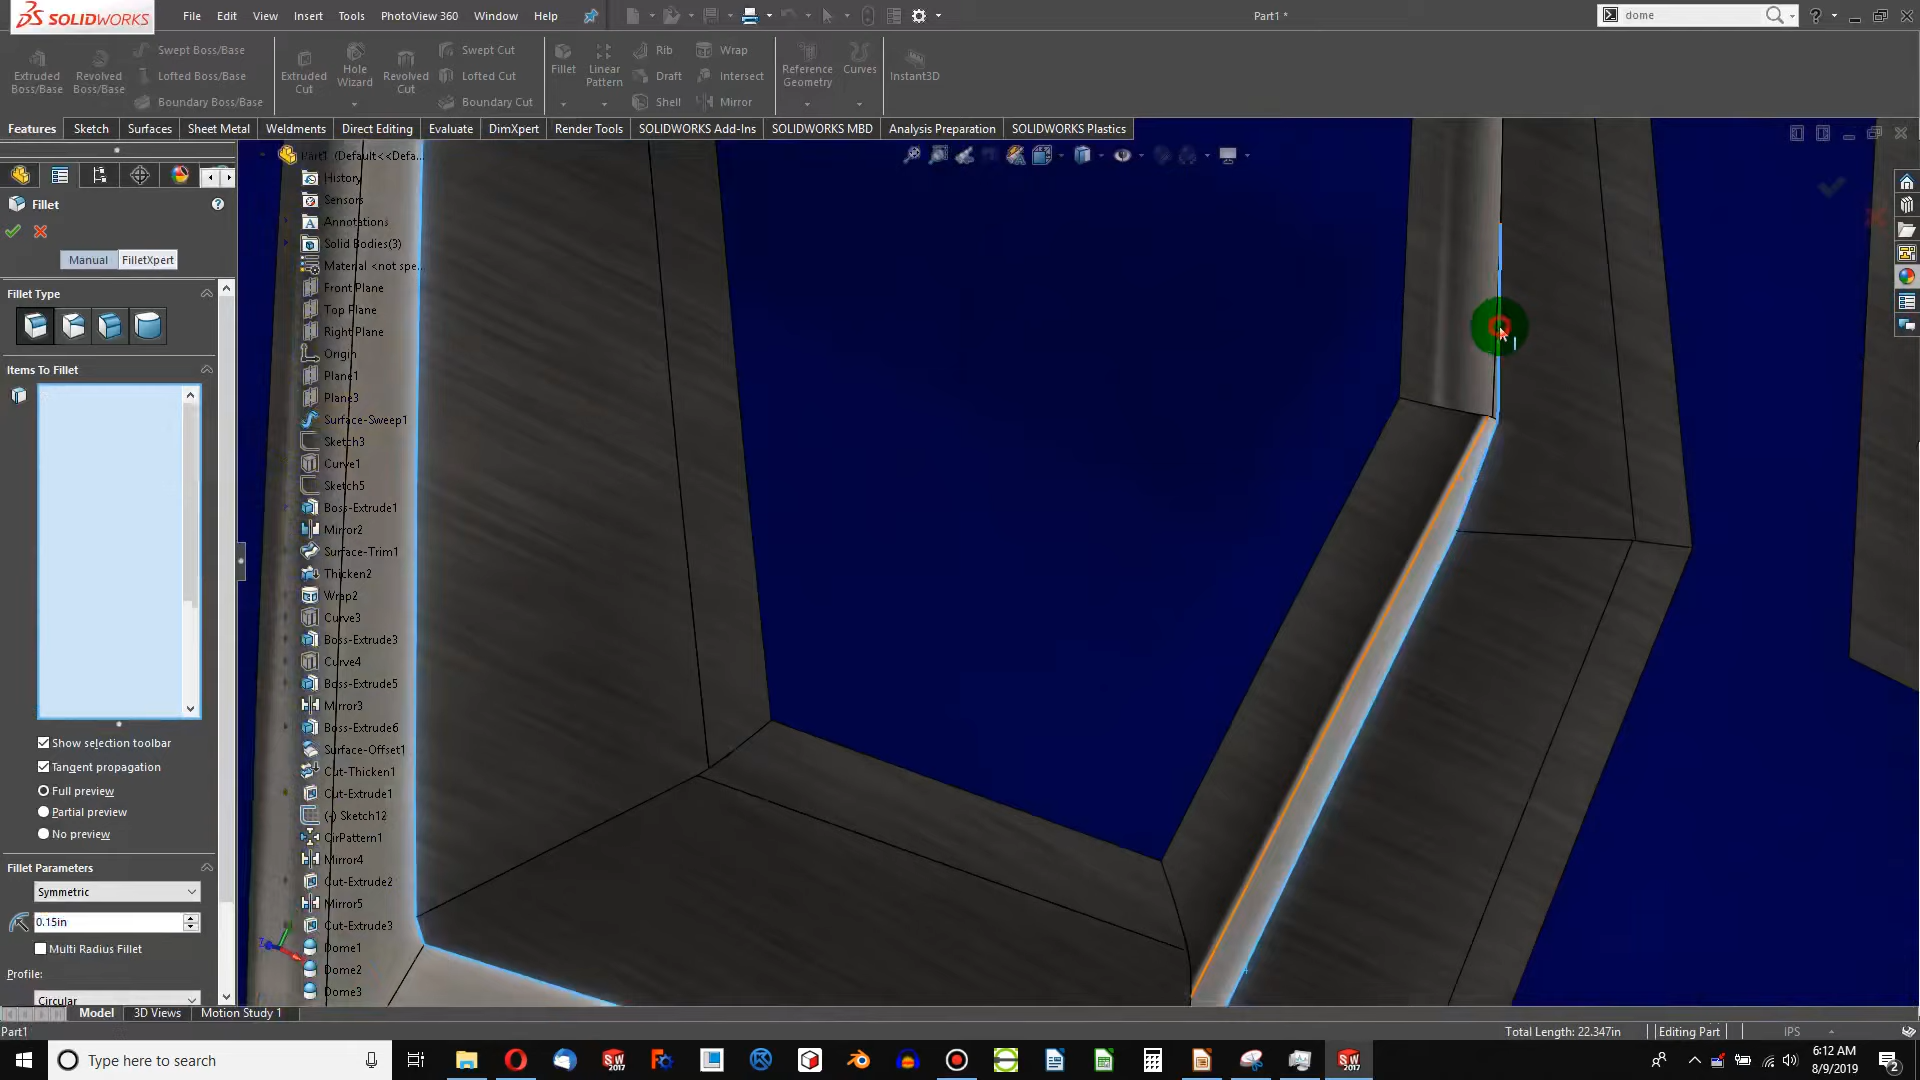 SOLIDWORKS
File Edit View Insert Tools PhotoView 360 Window Help
Part1 *
dome
Extruded Boss/Base
Revolved Boss/Base
Swept Boss/Base
Lofted Boss/Base
Boundary Boss/Base
Extruded Cut
Hole Wizard
Revolved Cut
Swept Cut
Lofted Cut
Boundary Cut
Fillet
Linear Pattern
Rib
Draft
Shell
Wrap
Intersect
Mirror
Reference Geometry
Curves
Instant3D
Features Sketch Surfaces Sheet Metal Weldments Direct Editing Evaluate DimXpert Render Tools SOLIDWORKS Add-Ins SOLIDWORKS MBD Analysis Preparation SOLIDWORKS Plastics
Fillet
Manual FilletXpert
Fillet Type
Items To Fillet
Show selection toolbar
Tangent propagation
Full preview
Partial preview
No preview
Fillet Parameters
Symmetric
0.15in
Multi Radius Fillet
Profile:
Circular
Part1 (Default<<Defa...
History
Sensors
Annotations
Solid Bodies(3)
Material <not spe...
Front Plane
Top Plane
Right Plane
Origin
Plane1
Plane3
Surface-Sweep1
Sketch3
Curve1
Sketch5
Boss-Extrude1
Mirror2
Surface-Trim1
Thicken2
Wrap2
Curve3
Boss-Extrude3
Curve4
Boss-Extrude5
Mirror3
Boss-Extrude6
Surface-Offset1
Cut-Thicken1
Cut-Extrude1
(-) Sketch12
CirPattern1
Mirror4
Cut-Extrude2
Mirror5
Cut-Extrude3
Dome1
Dome2
Dome3
Model 3D Views Motion Study 1
Part1
Total Length: 22.347in Editing Part IPS
Type here to search
SW 2017
SW 2017
6:12 AM
8/9/2019
2